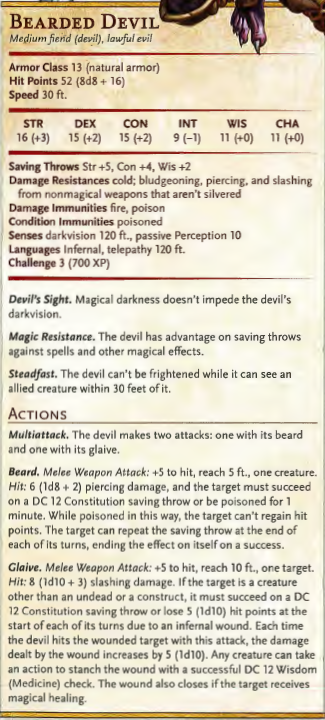 BEARDED DEVIL
Medium fiend (devil), lawful evil
Armor Class 13 (natural armor)
Hit Points 52 (8d8 + 16)
Speed 30 ft.
STR DEX CON INT WIS CHA
16 (+3) 15 (+2) 15 (+2) 9 (−1) 11 (+0) 11 (+0)
Saving Throws Str +5, Con +4, Wis +2
Damage Resistances cold; bludgeoning, piercing, and slashing
from nonmagical weapons that aren't silvered
Damage Immunities fire, poison
Condition Immunities poisoned
Senses darkvision 120 ft., passive Perception 10
Languages Infernal, telepathy 120 ft.
Challenge 3 (700 XP)
Devil's Sight. Magical darkness doesn't impede the devil's
darkvision.
Magic Resistance. The devil has advantage on saving throws
against spells and other magical effects.
Steadfast. The devil can't be frightened while it can see an
allied creature within 30 feet of it.
ACTIONS
Multiattack. The devil makes two attacks: one with its beard
and one with its glaive.
Beard. Melee Weapon Attack: +5 to hit, reach 5 ft., one creature.
Hit: 6 (1d8 + 2) piercing damage, and the target must succeed
on a DC 12 Constitution saving throw or be poisoned for 1
minute. While poisoned in this way, the target can't regain hit
points. The target can repeat the saving throw at the end of
each of its turns, ending the effect on itself on a success.
Glaive. Melee Weapon Attack: +5 to hit, reach 10 ft., one target.
Hit: 8 (1d10 + 3) slashing damage. If the target is a creature
other than an undead or a construct, it must succeed on a DC
12 Constitution saving throw or lose 5 (1d10) hit points at the
start of each of its turns due to an infernal wound. Each time
the devil hits the wounded target with this attack, the damage
dealt by the wound increases by 5 (1d10). Any creature can take
an action to stanch the wound with a successful DC 12 Wisdom
(Medicine) check. The wound also closes if the target receives
magical healing.